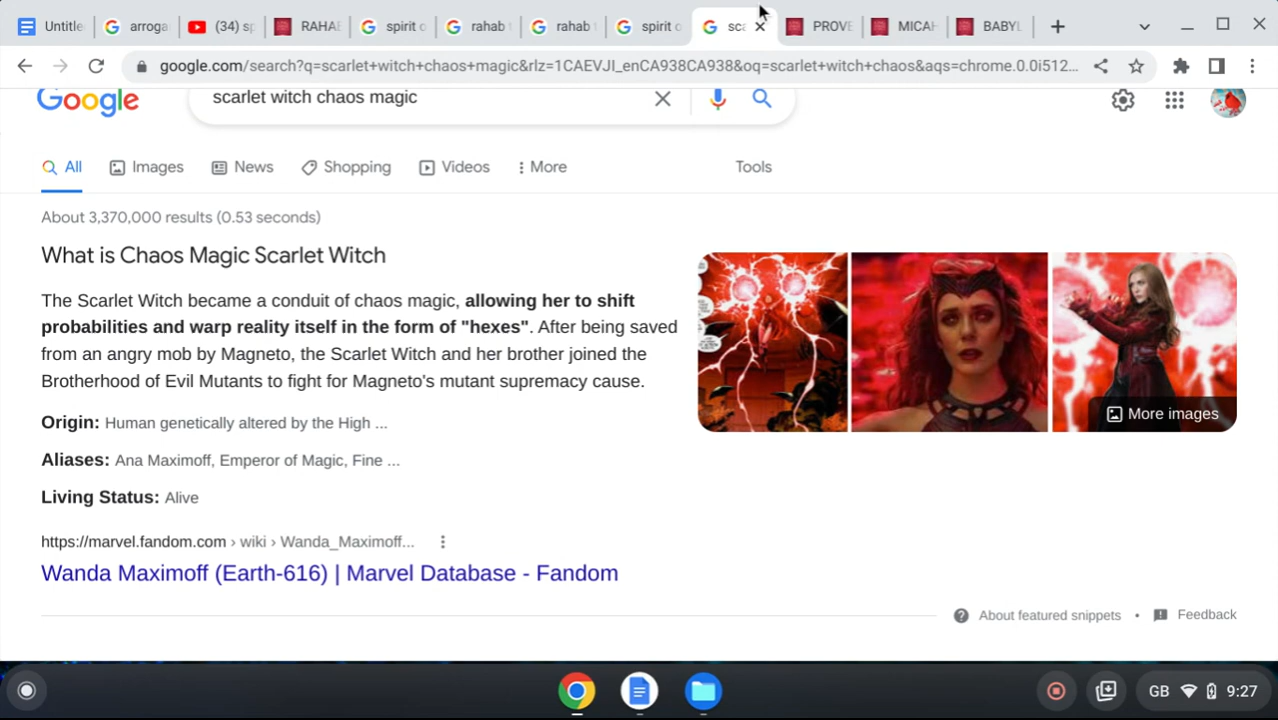 Untitle
arroga
(34) sp
RAHAB
spirit o
rahab
rahab
spirit o
sca
PROVE
MICAH
BABYL
google.com/search?q=scarlet+witch+chaos+magic&rlz=1CAEVJI_enCA938CA938&oq=scarlet+witch+chaos&aqs=chrome.0.0i512...
Google
scarlet witch chaos magic
All
Images
News
Shopping
Videos
More
Tools
About 3,370,000 results (0.53 seconds)
What is Chaos Magic Scarlet Witch
The Scarlet Witch became a conduit of chaos magic, allowing her to shift
probabilities and warp reality itself in the form of "hexes". After being saved
from an angry mob by Magneto, the Scarlet Witch and her brother joined the
Brotherhood of Evil Mutants to fight for Magneto's mutant supremacy cause.
More images
Origin: Human genetically altered by the High ...
Aliases: Ana Maximoff, Emperor of Magic, Fine ...
Living Status: Alive
https://marvel.fandom.com › wiki › Wanda_Maximoff...
Wanda Maximoff (Earth-616) | Marvel Database - Fandom
About featured snippets • Feedback
GB 9:27